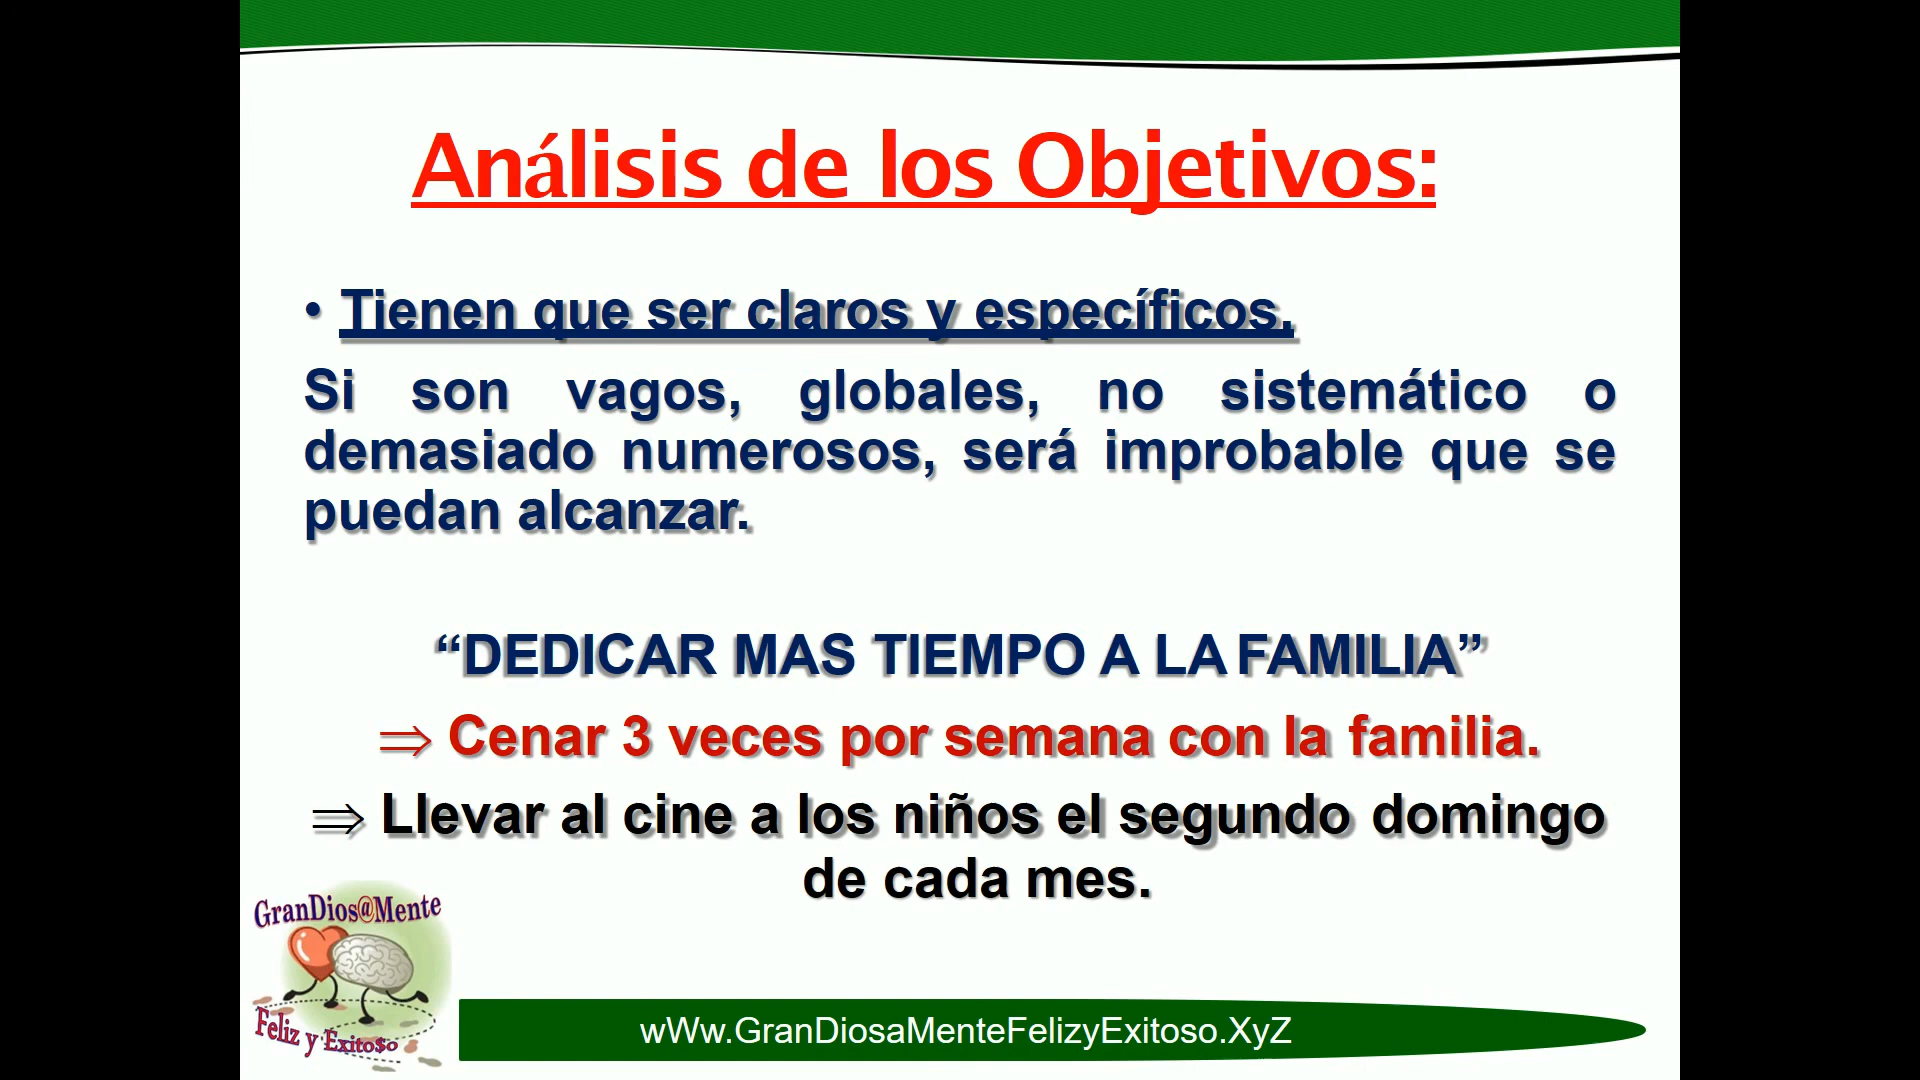 Análisis de los Objetivos:
• Tienen que ser claros y específicos.
Si son vagos, globales, no sistemático o
demasiado numerosos, será improbable que se
puedan alcanzar.
“DEDICAR MAS TIEMPO A LA FAMILIA”
⇒ Cenar 3 veces por semana con la familia.
⇒ Llevar al cine a los niños el segundo domingo
de cada mes.
GranDios@Mente
Feliz y Exito$o
wWw.GranDiosaMenteFelizyExitoso.XyZ